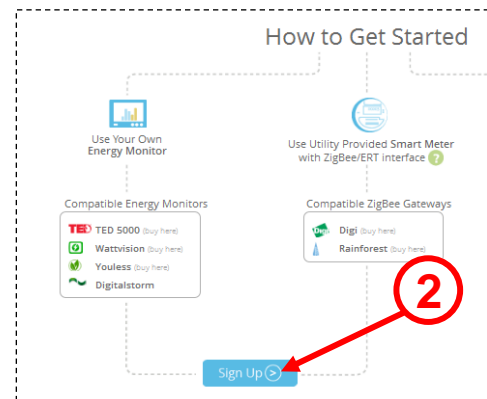 How to Get Started
Use Your Own
Energy Monitor
Use Utility Provided Smart Meter
with ZigBee/ERT interface ?
Compatible Energy Monitors
TED TED 5000 (buy here)
Wattvision (buy here)
Youless (buy here)
Digitalstorm
Compatible ZigBee Gateways
Digi Digi (buy here)
Rainforest (buy here)
2
Sign Up >